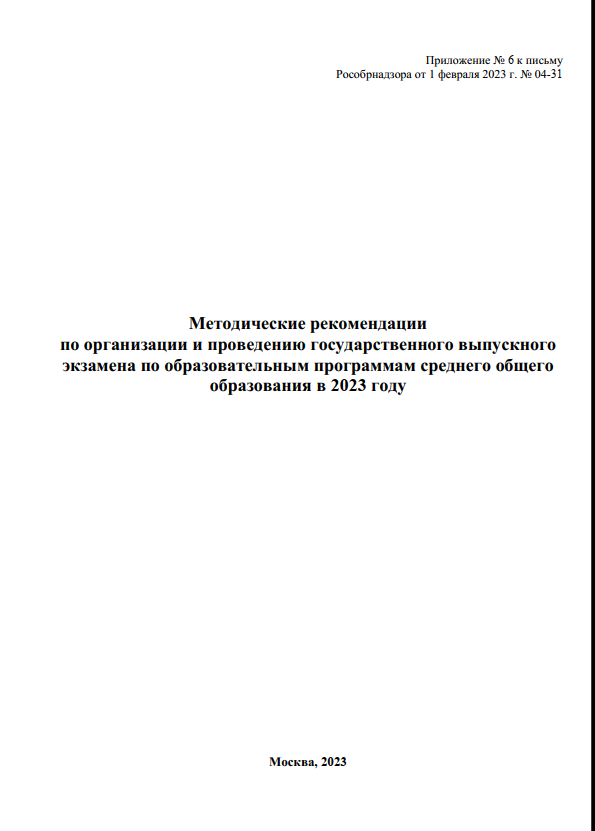 Приложение № 6 к письму
Рособрнадзора от 1 февраля 2023 г. № 04-31
Методические рекомендации
по организации и проведению государственного выпускного
экзамена по образовательным программам среднего общего
образования в 2023 году
Москва, 2023